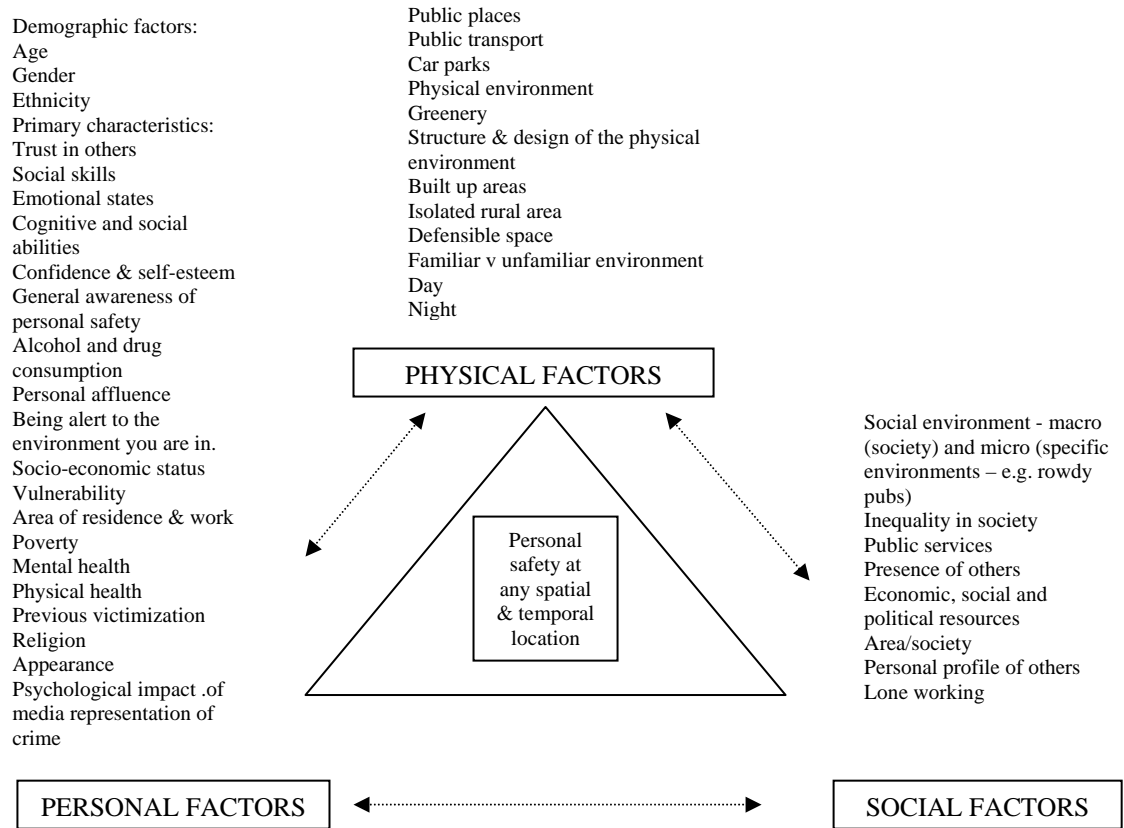 Demographic factors:
Age
Gender
Ethnicity
Primary characteristics:
Trust in others
Social skills
Emotional states
Cognitive and social
abilities
Confidence & self-esteem
General awareness of
personal safety
Alcohol and drug
consumption
Personal affluence
Being alert to the
environment you are in.
Socio-economic status
Vulnerability
Area of residence & work
Poverty
Mental health
Physical health
Previous victimization
Religion
Appearance
Psychological impact .of
media representation of
crime
Public places
Public transport
Car parks
Physical environment
Greenery
Structure & design of the physical
environment
Built up areas
Isolated rural area
Defensible space
Familiar v unfamiliar environment
Day
Night
PHYSICAL FACTORS
Personal
safety at
any spatial
& temporal
location
Social environment - macro
(society) and micro (specific
environments – e.g. rowdy
pubs)
Inequality in society
Public services
Presence of others
Economic, social and
political resources
Area/society
Personal profile of others
Lone working
PERSONAL FACTORS
SOCIAL FACTORS